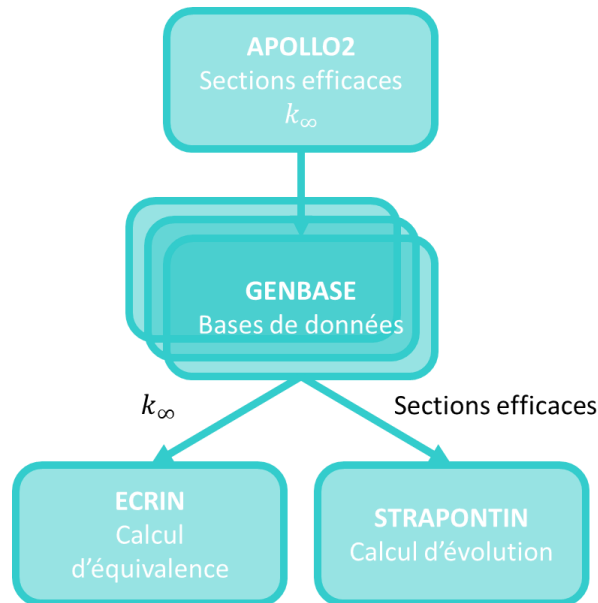 APOLLO2
Sections efficaces
k∞
GENBASE
Bases de données
k∞
Sections efficaces
ECRIN
Calcul
d'équivalence
STRAPONTIN
Calcul d'évolution